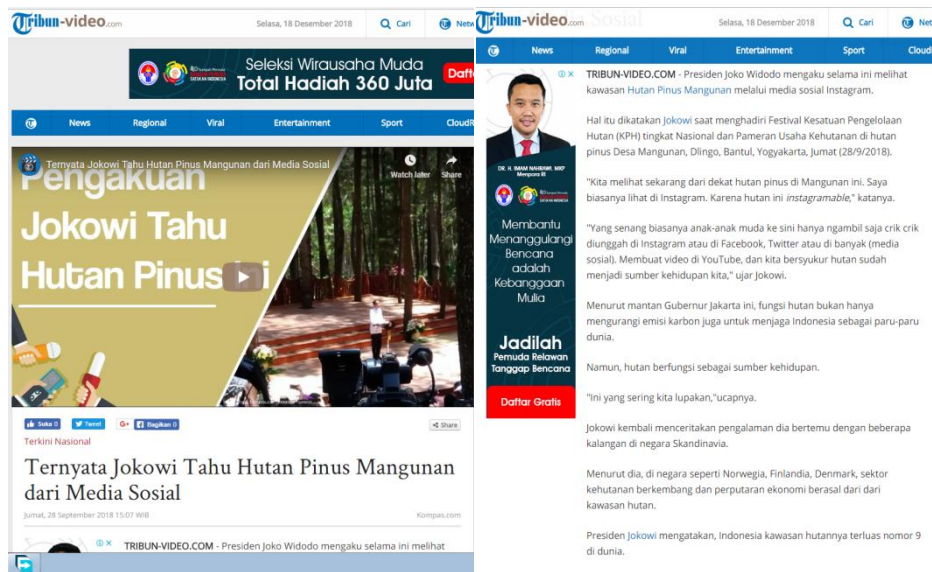 Tribun-video.com
Selasa, 18 Desember 2018
Cari
Netw
Seleksi Wirausaha Muda
Total Hadiah 360 Juta
Dafta
News Regional Viral Entertainment Sport CloudR
Ternyata Jokowi Tahu Hutan Pinus Mangunan dari Media Sosial
Watch later Share
Pengakuan
Jokowi Tahu
Hutan Pinus Ini
Suka 0 Tweet G+ Bagikan 0 Share
Terkini Nasional
Ternyata Jokowi Tahu Hutan Pinus Mangunan
dari Media Sosial
Jumat, 28 September 2018 15:07 WIB
Kompas.com
TRIBUN-VIDEO.COM - Presiden Joko Widodo mengaku selama ini melihat
Tribun-video.com
Sosial
Selasa, 18 Desember 2018
Cari
Net
News Regional Viral Entertainment Sport Cloud
DR. H. IMAM NAHRAWI, MKP
Menpora RI
Membantu
Menanggulangi
Bencana
adalah
Kebanggaan
Mulia
Jadilah
Pemuda Relawan
Tanggap Bencana
Daftar Gratis
TRIBUN-VIDEO.COM - Presiden Joko Widodo mengaku selama ini melihat
kawasan Hutan Pinus Mangunan melalui media sosial Instagram.
Hal itu dikatakan Jokowi saat menghadiri Festival Kesatuan Pengelolaan
Hutan (KPH) tingkat Nasional dan Pameran Usaha Kehutanan di hutan
pinus Desa Mangunan, Dlingo, Bantul, Yogyakarta, Jumat (28/9/2018).
"Kita melihat sekarang dari dekat hutan pinus di Mangunan ini. Saya
biasanya lihat di Instagram. Karena hutan ini instagramable," katanya.
"Yang senang biasanya anak-anak muda ke sini hanya ngambil saja crik crik
diunggah di Instagram atau di Facebook, Twitter atau di banyak (media
sosial). Membuat video di YouTube, dan kita bersyukur hutan sudah
menjadi sumber kehidupan kita," ujar Jokowi.
Menurut mantan Gubernur Jakarta ini, fungsi hutan bukan hanya
mengurangi emisi karbon juga untuk menjaga Indonesia sebagai paru-paru
dunia.
Namun, hutan berfungsi sebagai sumber kehidupan.
"Ini yang sering kita lupakan,"ucapnya.
Jokowi kembali menceritakan pengalaman dia bertemu dengan beberapa
kalangan di negara Skandinavia.
Menurut dia, di negara seperti Norwegia, Finlandia, Denmark, sektor
kehutanan berkembang dan perputaran ekonomi berasal dari dari
kawasan hutan.
Presiden Jokowi mengatakan, Indonesia kawasan hutannya terluas nomor 9
di dunia.